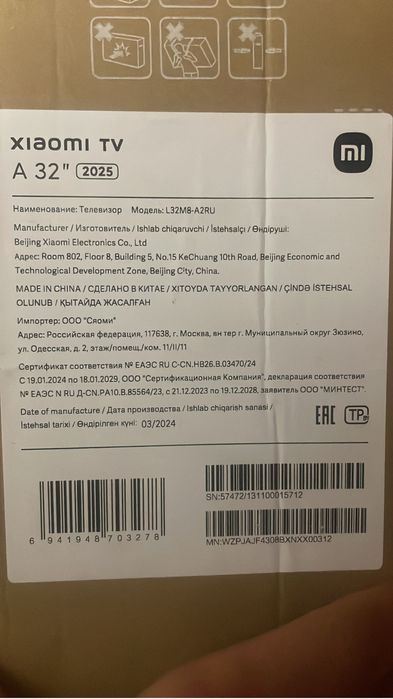 xiaomi TV
A 32" 2025
mi
Наименование: Телевизор Модель: L32M8-A2RU
Manufacturer / Изготовитель / Ishlab chiqaruvchi / İstehsalçı / Өндіруші:
Beijing Xiaomi Electronics Co., Ltd
Адрес: Room 802, Floor 8, Building 5, No.15 KeChuang 10th Road, Beijing Economic and
Technological Development Zone, Beijing City, China.
MADE IN CHINA / СДЕЛАНО В КИТАЕ / XITOYDA TAYYORLANGAN / ÇİNDƏ İSTEHSAL
OLUNUB / ҚЫТАЙДА ЖАСАЛҒАН
Импортер: ООО "Сяоми"
Адрес: Российская федерация, 117638, г. Москва, вн тер г. Муниципальный округ Зюзино,
ул. Одесская, д. 2, этаж/помещ./ком. 11/II/11
Сертификат соответствия № ЕАЭС RU C-CN.HB26.B.03470/24
С 19.01.2024 по 18.01.2029, ООО "Сертификационная Компания", декларация соответствия
№ ЕАЭС N RU Д-CN.РА10.В.85564/23, с 21.12.2023 по 19.12.2028, заявитель ООО "МИНТЕСТ".
Date of manufacture / Дата производства / Ishlab chiqarish sanasi /
İstehsal tarixi / Өндірілген күні: 03/2024
EAC TP
SN:57472/131100015712
MN:WZPJAJF4308BXNXX00312
6 941948 703278